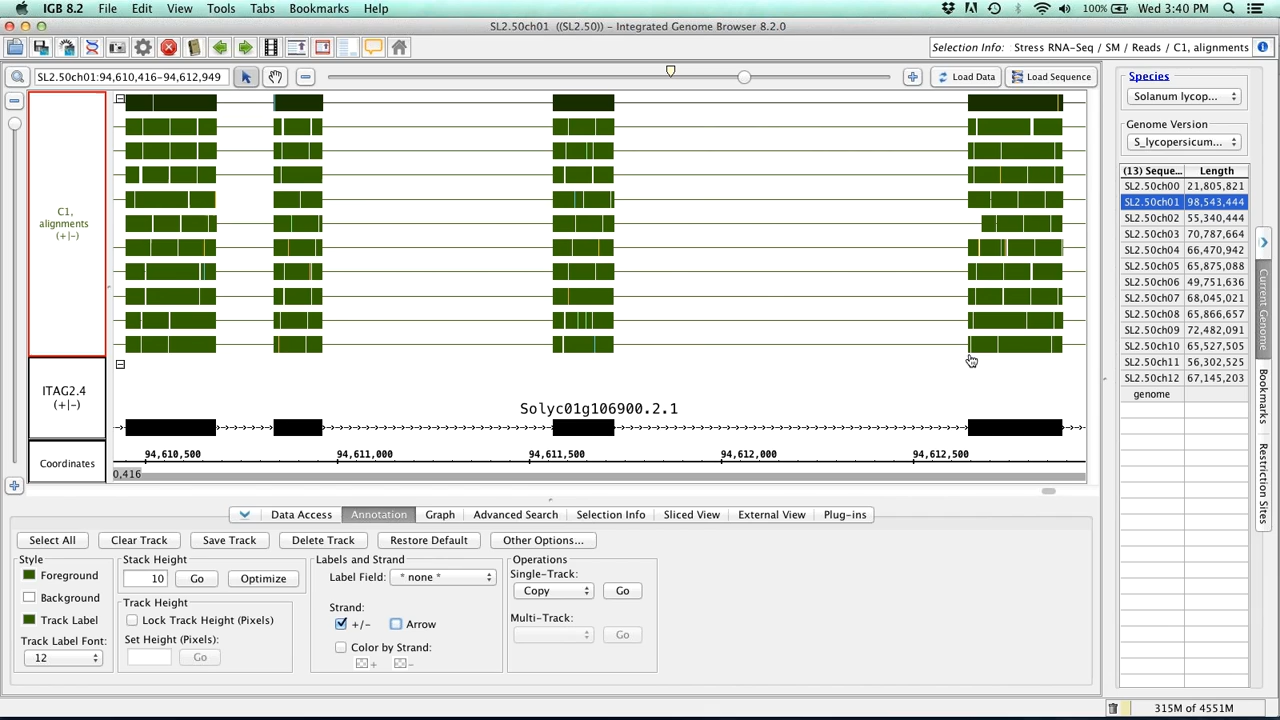 IGB 8.2 File Edit View Tools Tabs Bookmarks Help 100% Wed 3:40 PM
SL2.50ch01 ((SL2.50)) - Integrated Genome Browser 8.2.0
Selection Info: Stress RNA-Seq / SM / Reads / C1, alignments
SL2.50ch01:94,610,416-94,612,949 Load Data Load Sequence
Species
Solanum lycop...
Genome Version
S_lycopersicum...
(13) Seque... Length
SL2.50ch00 21,805,821
SL2.50ch01 98,543,444
SL2.50ch02 55,340,444
SL2.50ch03 70,787,664
SL2.50ch04 66,470,942
SL2.50ch05 65,875,088
SL2.50ch06 49,751,636
SL2.50ch07 68,045,021
SL2.50ch08 65,866,657
SL2.50ch09 72,482,091
SL2.50ch10 65,527,505
SL2.50ch11 56,302,525
SL2.50ch12 67,145,203
genome
Current Genome
Bookmarks
Restriction Sites
C1,
alignments
(+|-)
ITAG2.4
(+|-)
Solyc01g106900.2.1
Coordinates
94,610,500 94,611,000 94,611,500 94,612,000 94,612,500
0,416
Data Access Annotation Graph Advanced Search Selection Info Sliced View External View Plug-ins
Select All Clear Track Save Track Delete Track Restore Default Other Options...
Style
Foreground
Background
Track Label
Track Label Font:
12
Stack Height
10 Go Optimize
Track Height
Lock Track Height (Pixels)
Set Height (Pixels):
Go
Labels and Strand
Label Field: * none *
Strand:
+/- Arrow
Color by Strand:
+ -
Operations
Single-Track:
Copy Go
Multi-Track:
Go
315M of 4551M